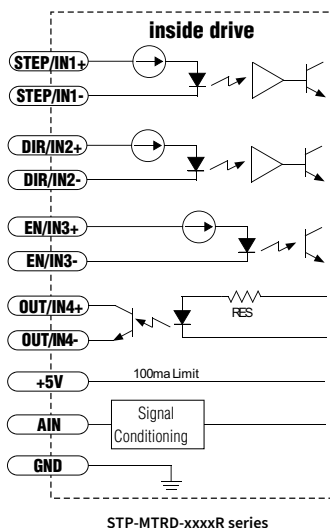 inside drive
STEP/IN1+
STEP/IN1-
DIR/IN2+
DIR/IN2-
EN/IN3+
EN/IN3-
OUT/IN4+
RES
OUT/IN4-
+5V
100ma Limit
AIN
Signal
Conditioning
GND
STP-MTRD-xxxxR series